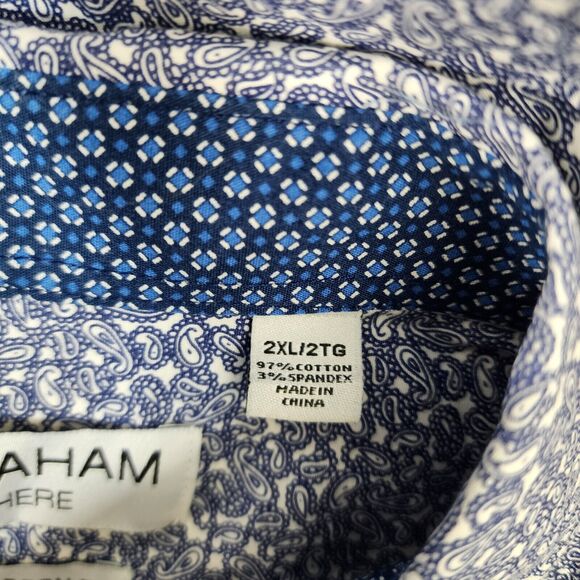 2XL/2TG
97% COTTON
3% SPANDEX
MADE IN
CHINA
AHAM
HERE